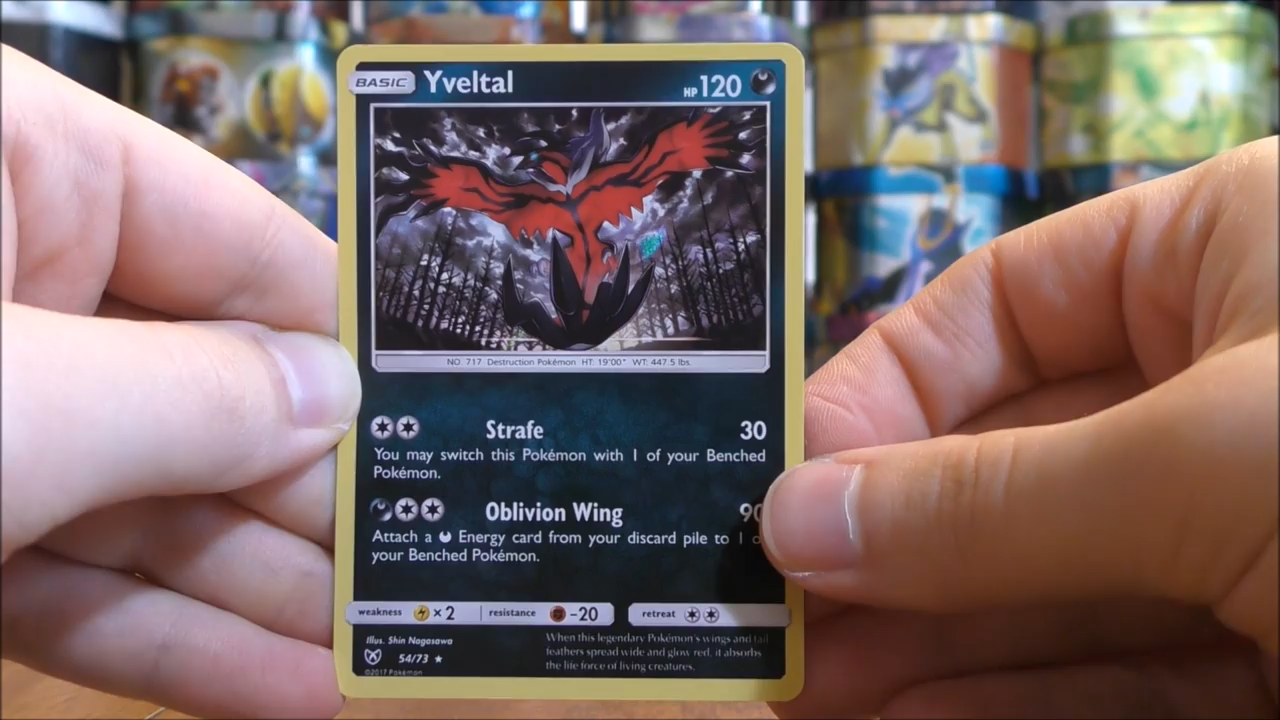 BASIC Yveltal HP 120
NO. 717 Destruction Pokémon HT: 19'00" WT: 447.5 lbs.
Strafe 30
You may switch this Pokémon with 1 of your Benched
Pokémon.
Oblivion Wing 90
Attach a Energy card from your discard pile to 1
your Benched Pokémon.
weakness ×2 resistance -20 retreat
Illus. Shin Nagasawa
54/73 ★
©2017 Pokémon
When this legendary Pokémon's wings and tail
feathers spread wide and glow red, it absorbs
the life force of living creatures.